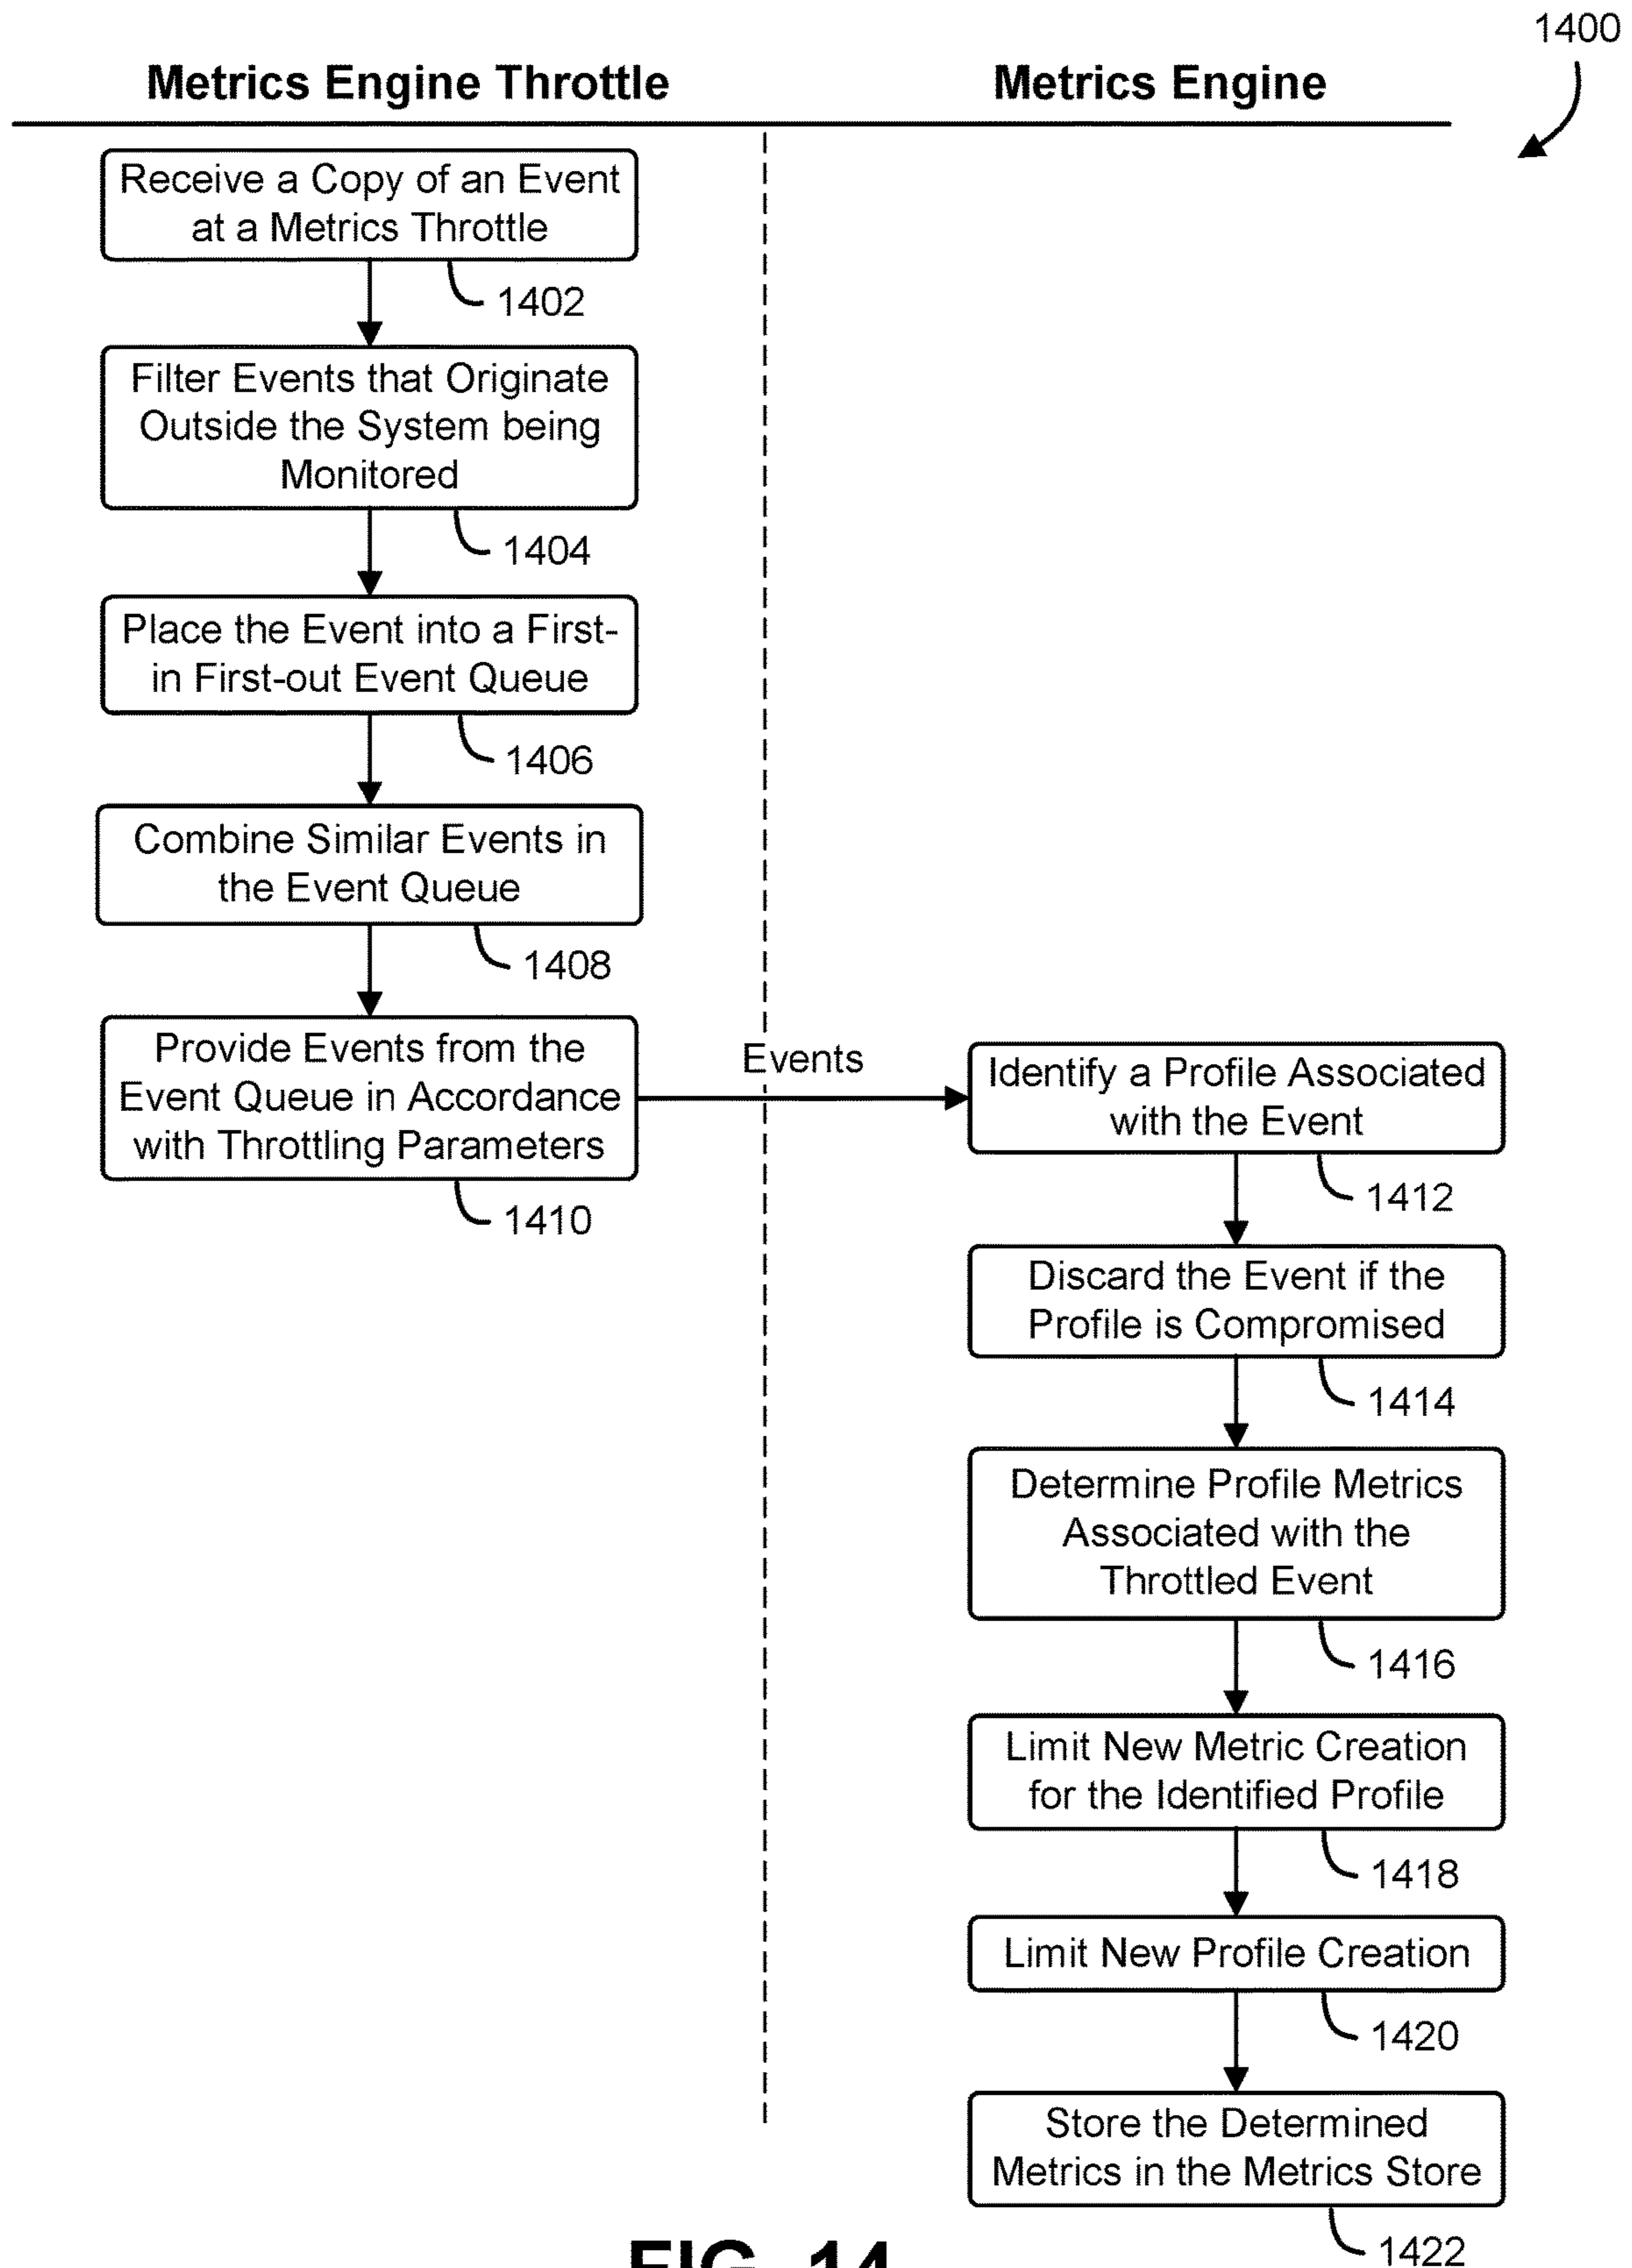 1400
Metrics Engine Throttle
Metrics Engine
Receive a Copy of an Event
at a Metrics Throttle
1402
Filter Events that Originate
Outside the System being
Monitored
1404
Place the Event into a First-
in First-out Event Queue
1406
Combine Similar Events in
the Event Queue
1408
Provide Events from the
Event Queue in Accordance
with Throttling Parameters
1410
Events
Identify a Profile Associated
with the Event
1412
Discard the Event if the
Profile is Compromised
1414
Determine Profile Metrics
Associated with the
Throttled Event
1416
Limit New Metric Creation
for the Identified Profile
1418
Limit New Profile Creation
1420
Store the Determined
Metrics in the Metrics Store
1422
FIG. 14